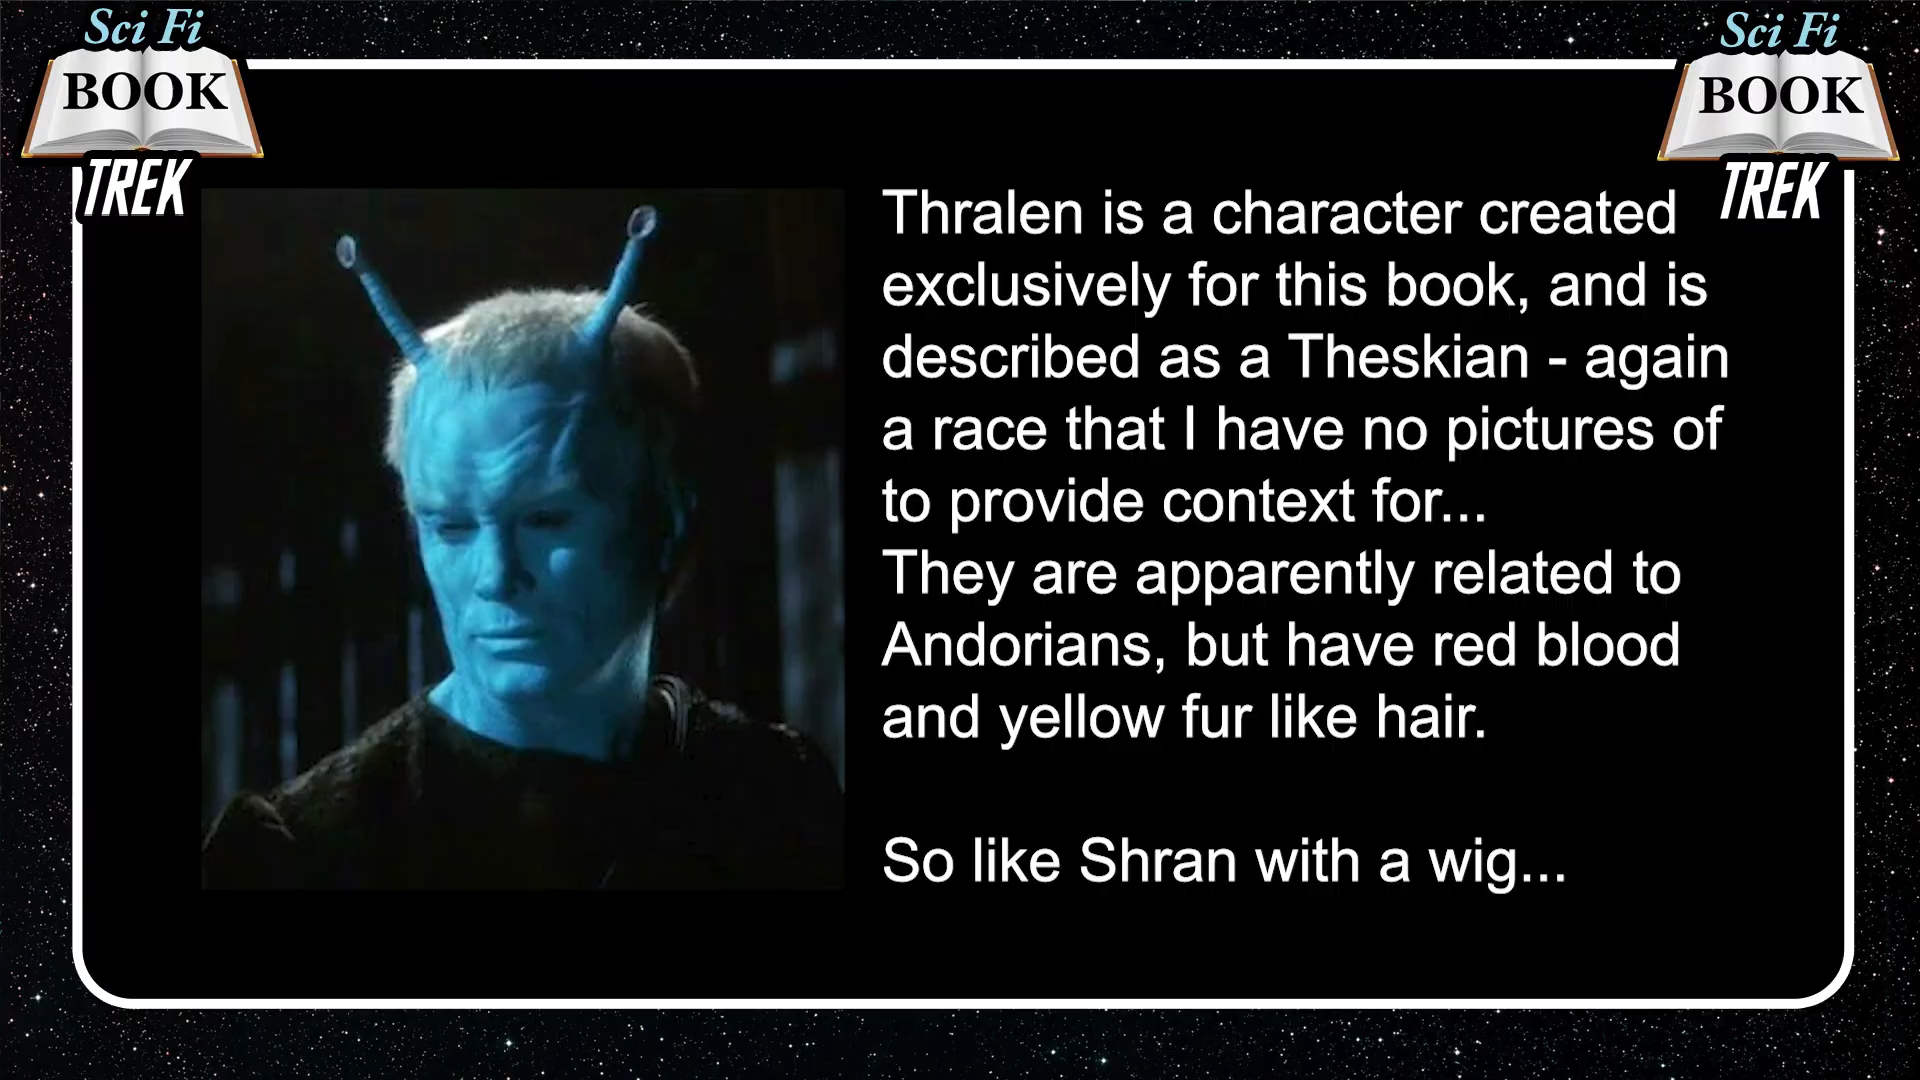 Sci Fi
BOOK
TREK
Sci Fi
BOOK
TREK
Thralen is a character created
exclusively for this book, and is
described as a Theskian - again
a race that I have no pictures of
to provide context for...
They are apparently related to
Andorians, but have red blood
and yellow fur like hair.
So like Shran with a wig...